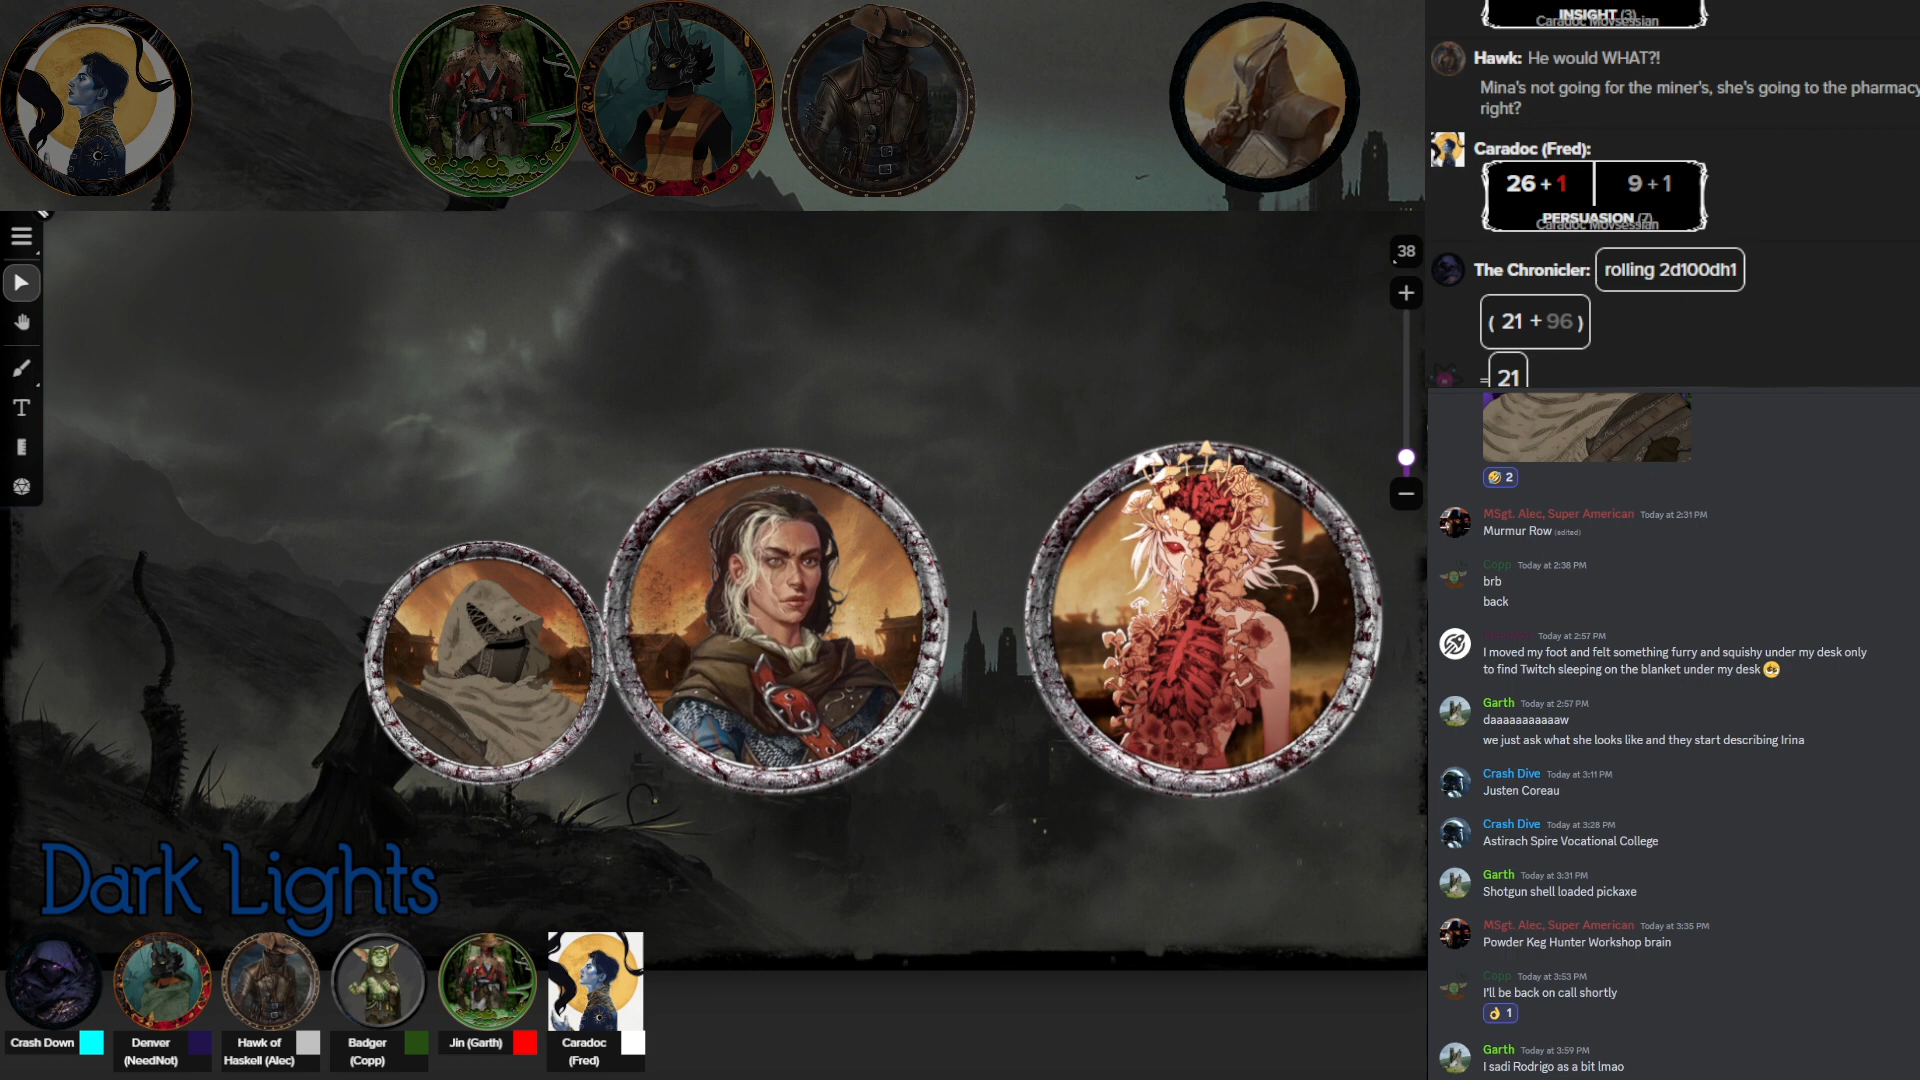 INSIGHT (3)
Caradoc Movsessian
Hawk: He would WHAT?!
Mina's not going for the miner's, she's going to the pharmacy
right?
Caradoc (Fred):
26 + 1
9 + 1
PERSUASION (7)
Caradoc Movsessian
The Chronicler: rolling 2d100dh1
( 21 + 96 )
= 21
38
T
2
MSgt. Alec, Super American Today at 2:31 PM
Murmur Row (edited)
Copp Today at 2:38 PM
brb
back
Today at 2:57 PM
I moved my foot and felt something furry and squishy under my desk only
to find Twitch sleeping on the blanket under my desk
Garth Today at 2:57 PM
daaaaaaaaaaw
we just ask what she looks like and they start describing Irina
Crash Dive Today at 3:11 PM
Justen Coreau
Crash Dive Today at 3:28 PM
Astirach Spire Vocational College
Garth Today at 3:31 PM
Shotgun shell loaded pickaxe
MSgt. Alec, Super American Today at 3:35 PM
Powder Keg Hunter Workshop brain
Copp Today at 3:53 PM
I'll be back on call shortly
1
Garth Today at 3:59 PM
I sadi Rodrigo as a bit lmao
Dark Lights
Crash Down
Denver
(NeedNot)
Hawk of
Haskell (Alec)
Badger
(Copp)
Jin (Garth)
Caradoc
(Fred)